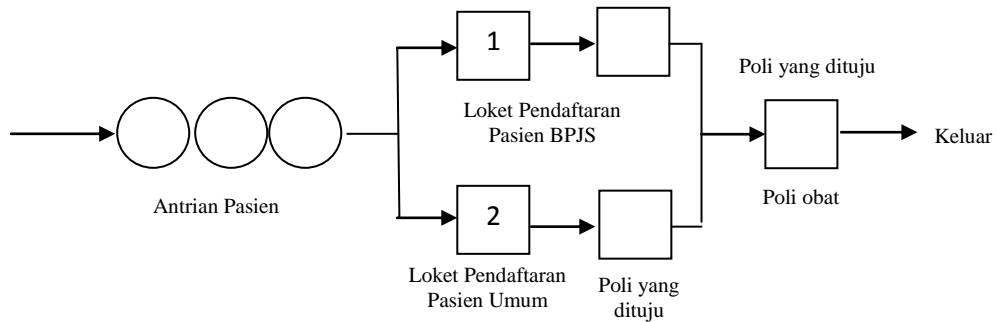 1
Poli yang dituju
Loket Pendaftaran
Pasien BPJS
Keluar
Antrian Pasien
2
Poli obat
Loket Pendaftaran
Pasien Umum
Poli yang
dituju